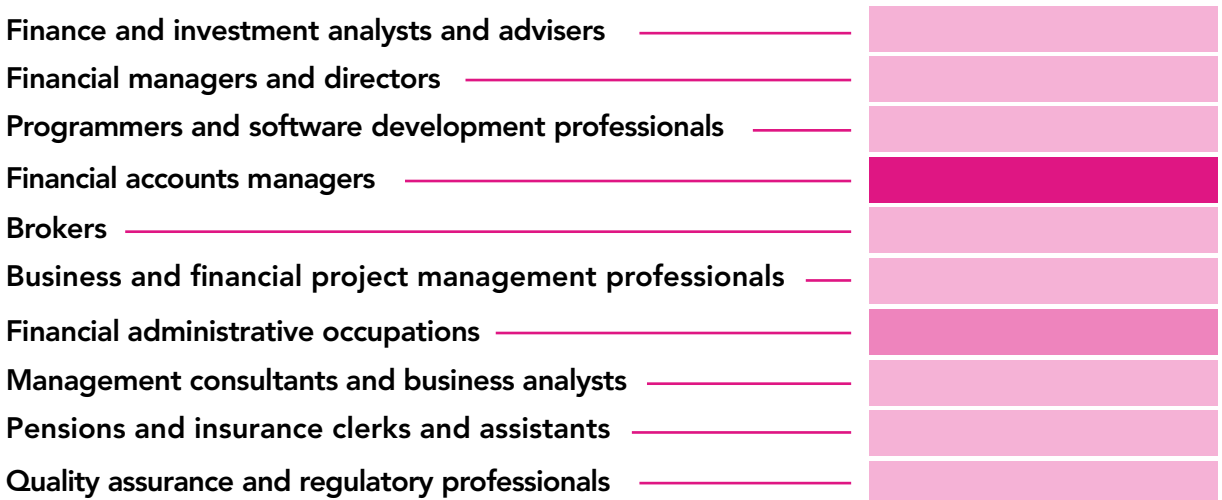 Finance and investment analysts and advisers
Financial managers and directors
Programmers and software development professionals
Financial accounts managers
Brokers
Business and financial project management professionals
Financial administrative occupations
Management consultants and business analysts
Pensions and insurance clerks and assistants
Quality assurance and regulatory professionals